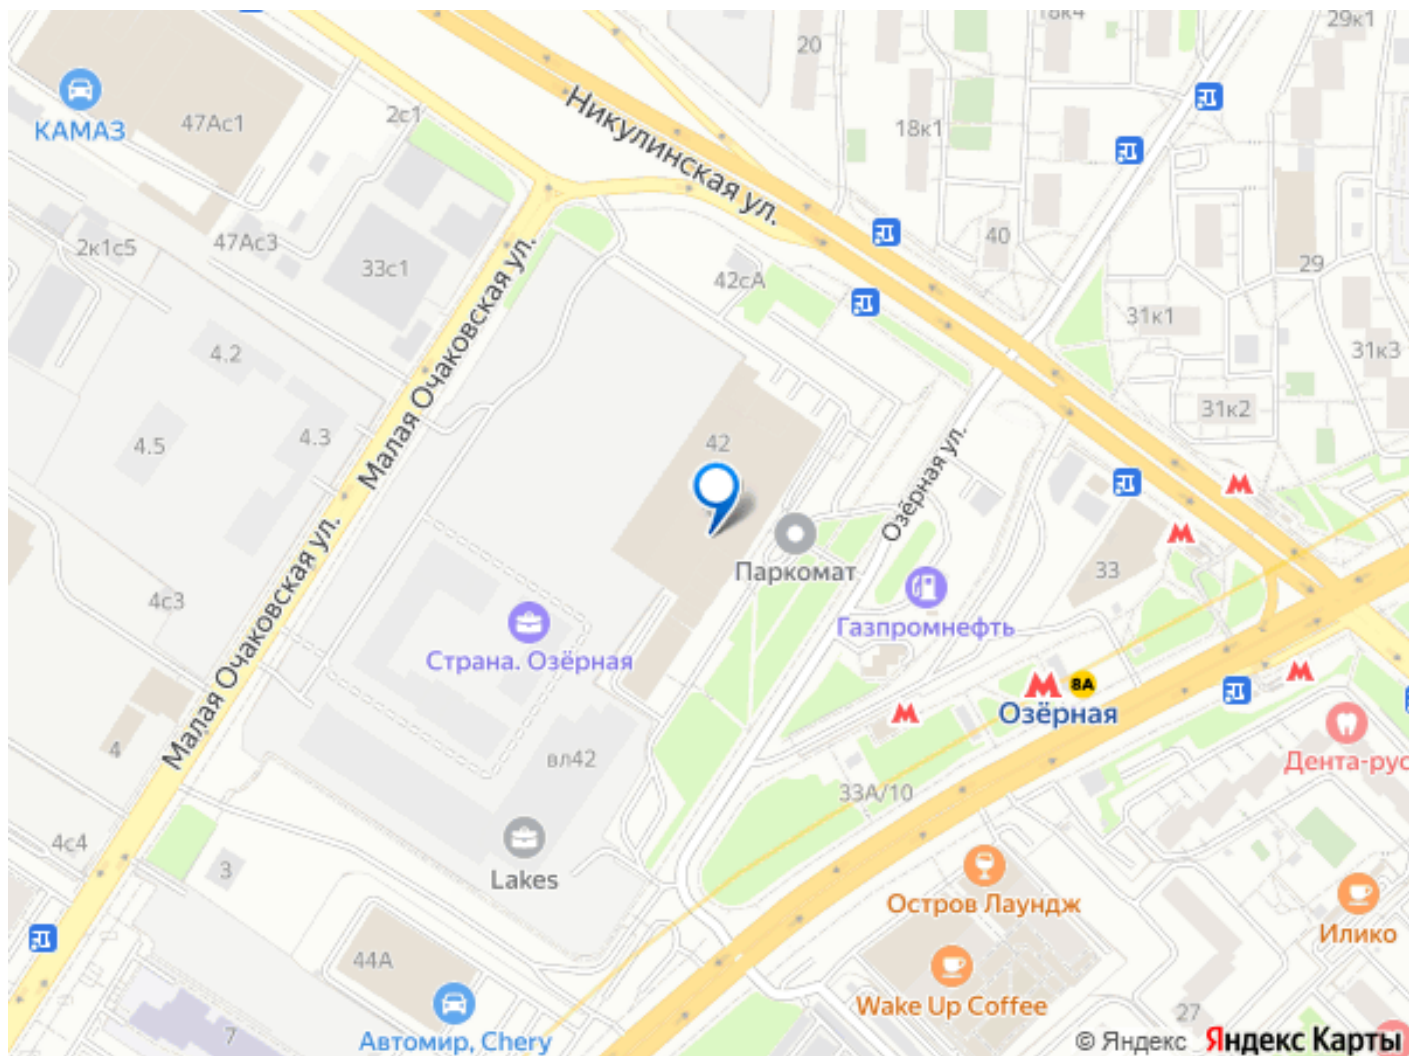 18к4
29к1
20
КАМАЗ
47Ас1
2с1
18к1
Никулинская ул.
2к1с5
47Ас3
33с1
40
29
42сА
31к1
31к3
4.2
Малая Очаковская ул.
31к2
4.5
4.3
42
Озёрная ул.
Паркомат
33
4с3
Газпромнефть
Страна. Озёрная
Малая Очаковская ул.
8А
Озёрная
4
вл42
Дента-рус
33А/10
4с4
3
Lakes
Остров Лаундж
Илико
44А
Wake Up Coffee
27
7
Автомир, Chery
© Яндекс Яндекс Карты